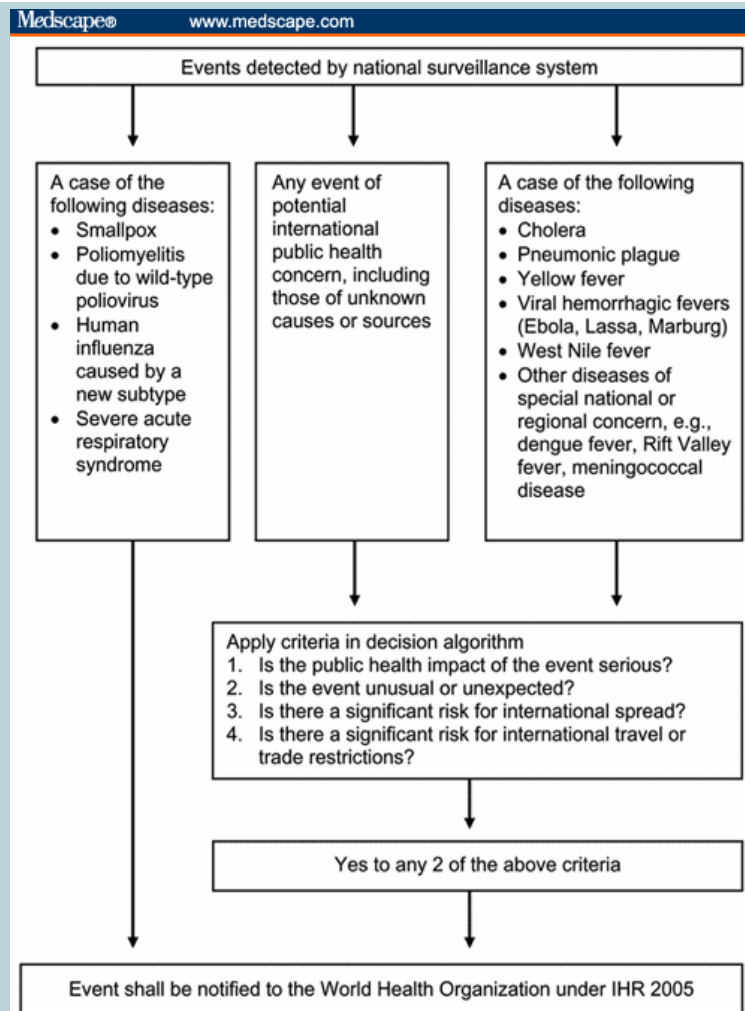 Medscape® www.medscape.com
Events detected by national surveillance system
A case of the
following diseases:
• Smallpox
• Poliomyelitis
due to wild-type
poliovirus
• Human
influenza
caused by a
new subtype
• Severe acute
respiratory
syndrome
Any event of
potential
international
public health
concern, including
those of unknown
causes or sources
A case of the following
diseases:
• Cholera
• Pneumonic plague
• Yellow fever
• Viral hemorrhagic fevers
(Ebola, Lassa, Marburg)
• West Nile fever
• Other diseases of
special national or
regional concern, e.g.,
dengue fever, Rift Valley
fever, meningococcal
disease
Apply criteria in decision algorithm
1. Is the public health impact of the event serious?
2. Is the event unusual or unexpected?
3. Is there a significant risk for international spread?
4. Is there a significant risk for international travel or
trade restrictions?
Yes to any 2 of the above criteria
Event shall be notified to the World Health Organization under IHR 2005